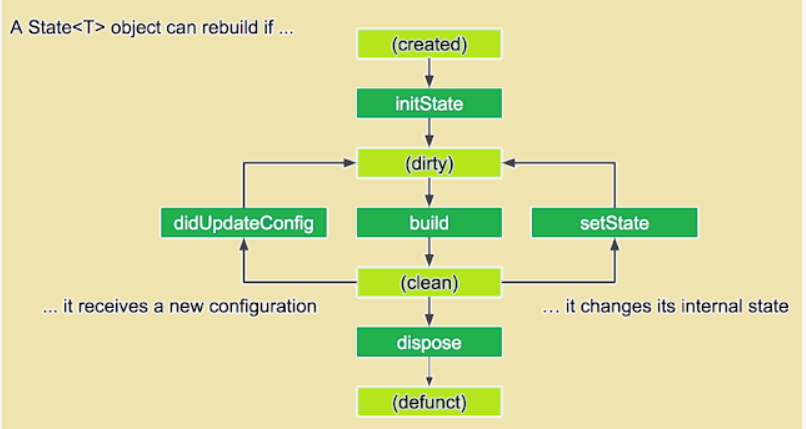 A State<T> object can rebuild if ...
(created)
initState
(dirty)
didUpdateConfig
build
setState
(clean)
... it receives a new configuration
... it changes its internal state
dispose
(defunct)